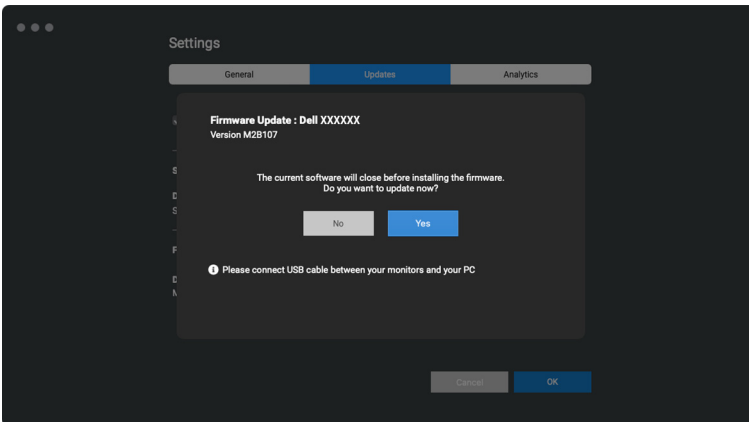 Settings
General
Updates
Analytics
Firmware Update : Dell XXXXXX
Version M2B107
S
The current software will close before installing the firmware.
Do you want to update now?
D
S
No
Yes
F
Please connect USB cable between your monitors and your PC
D
M
Cancel
OK